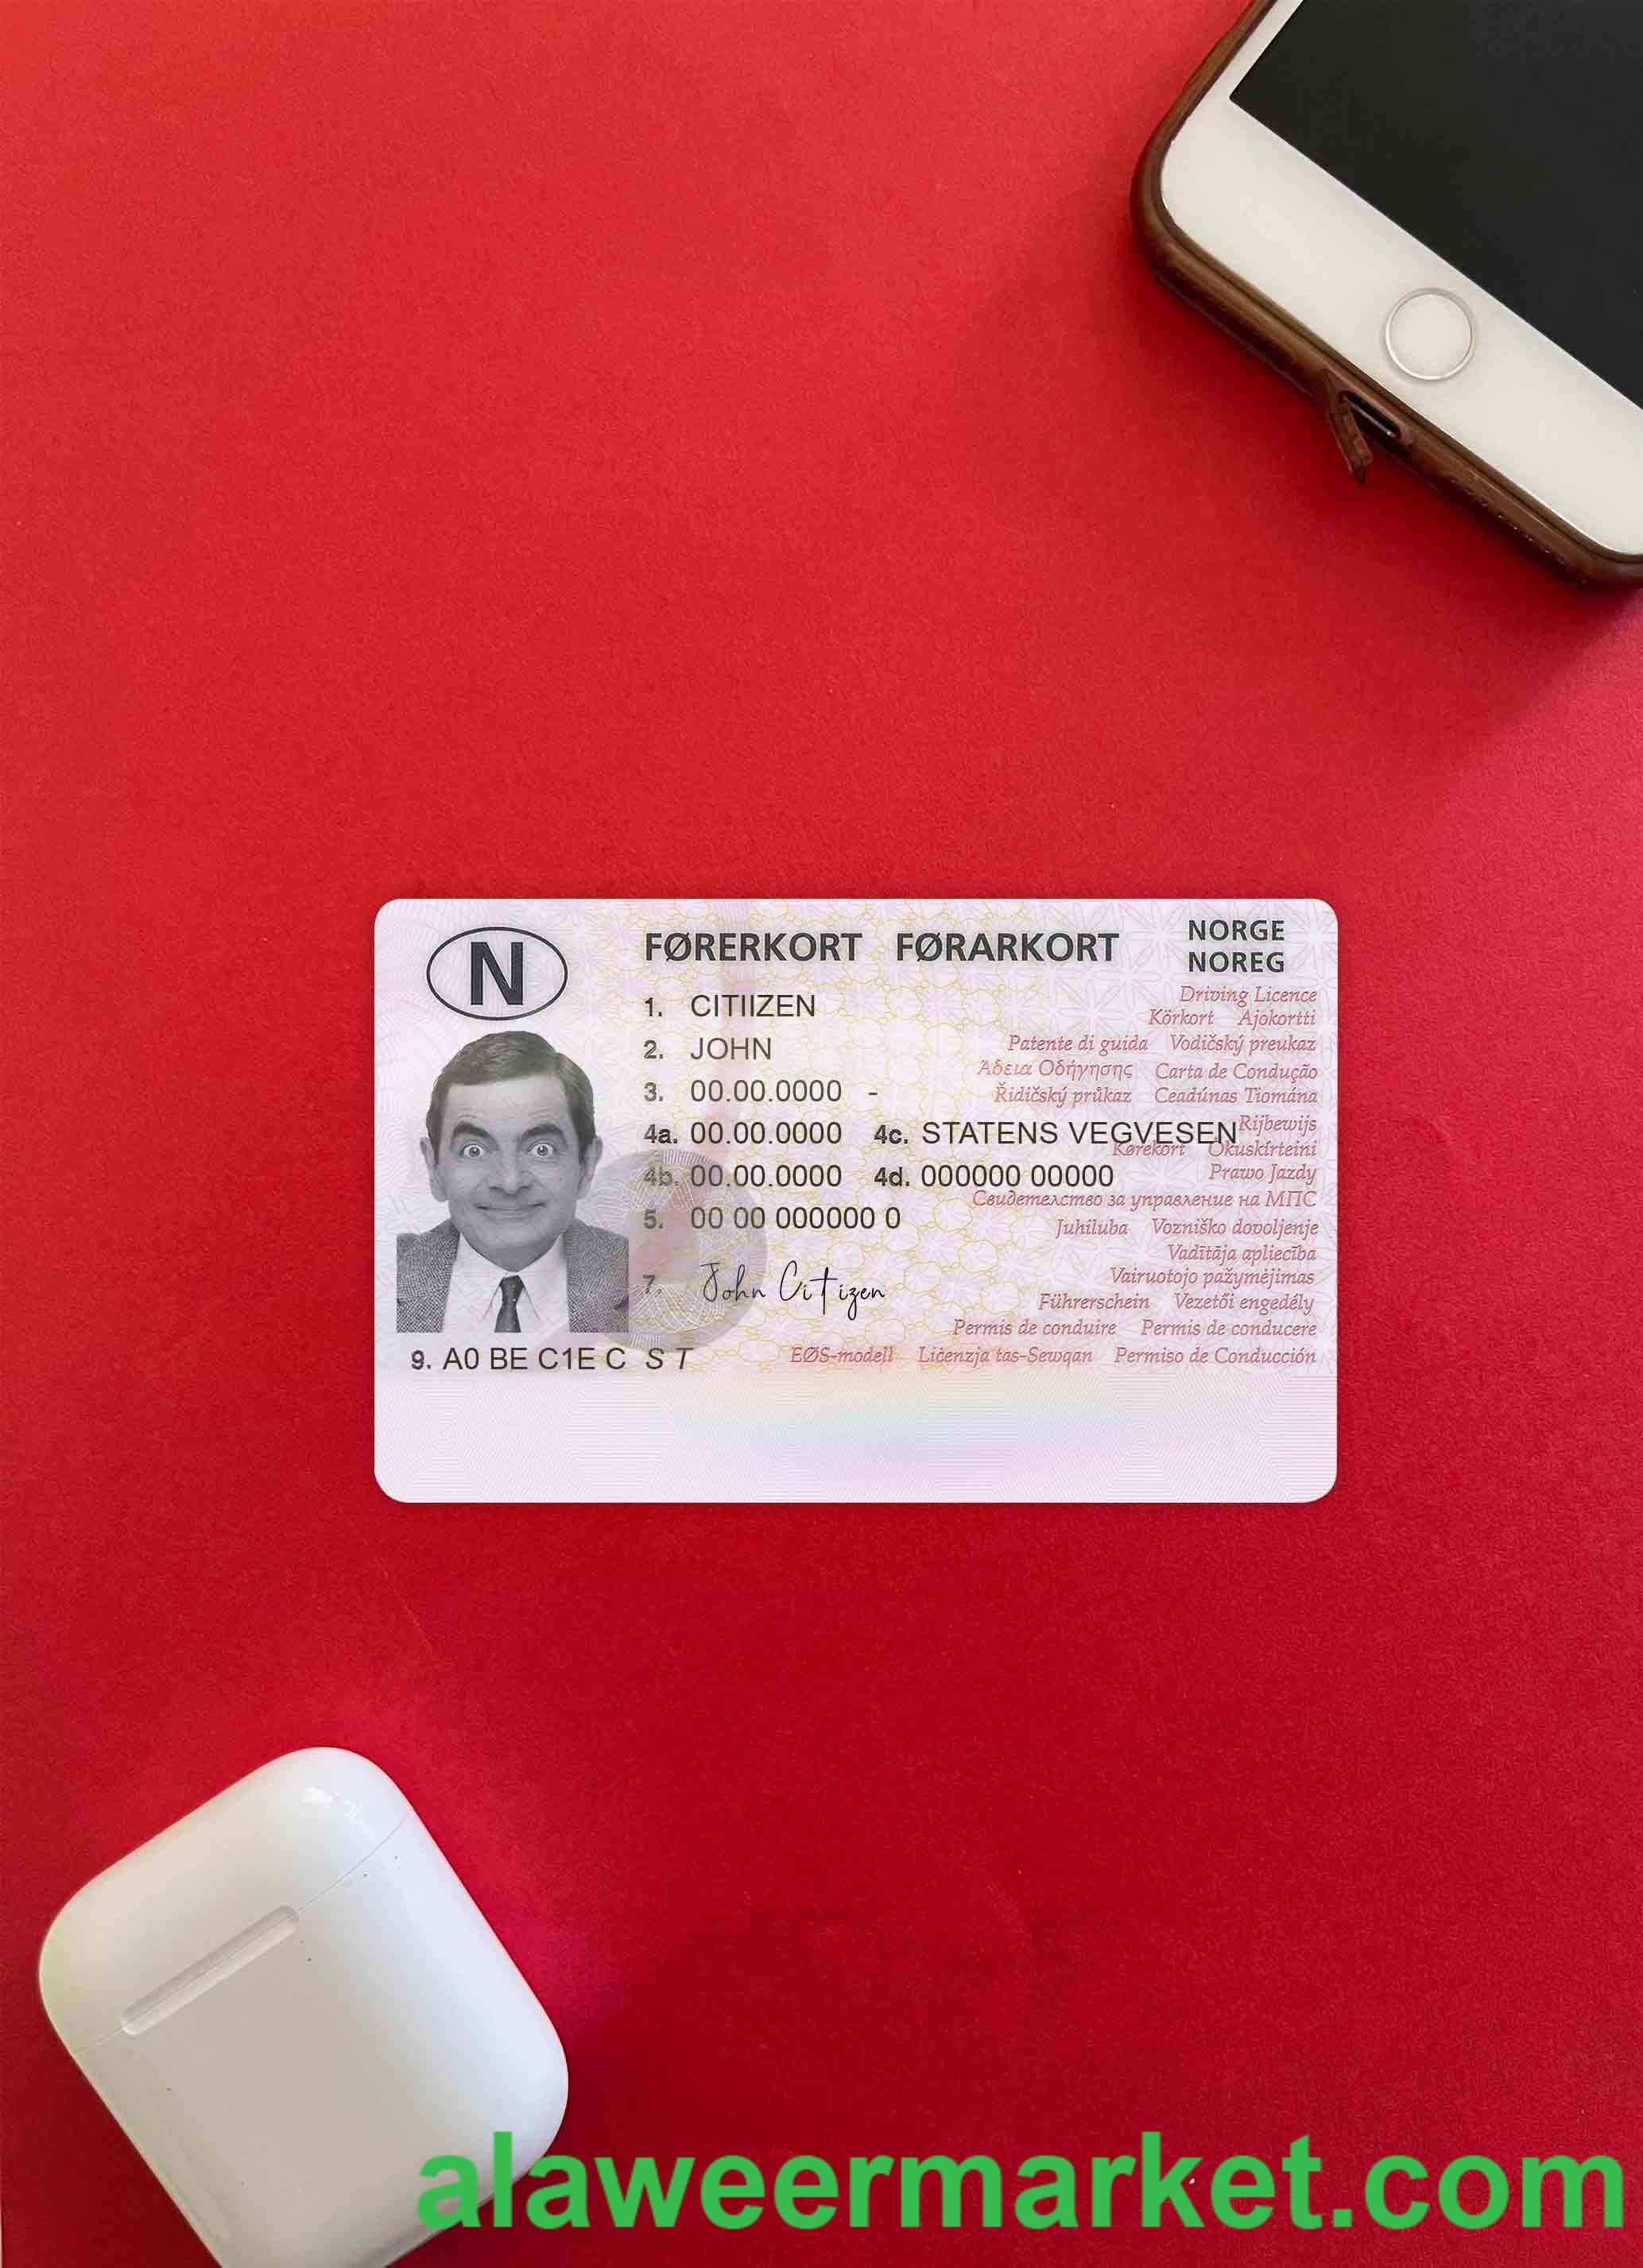 N
FØRERKORT FØRARKORT
NORGE
NOREG
1. CITIIZEN
2. JOHN
3. 00.00.0000 -
4a. 00.00.0000 4c. STATENS VEGVESEN
4b. 00.00.0000 4d. 000000 00000
5. 00 00 000000 0
7. John Citizen
9. A0 BE C1E C S T
Driving Licence
Körkort Ajokortti
Patente di guida Vodičský preukaz
Άδεια Οδήγησης Carta de Condução
Řidičský průkaz Ceadúnas Tiomána
Rijbewijs
Kørekort Ökuskírteini
Prawo Jazdy
Свидетелство за управление на МПС
Juhiluba Vozniško dovoljenje
Vadītāja apliecība
Vairuotojo pažymėjimas
Führerschein Vezetői engedély
Permis de conduire Permis de conducere
EØS-modell Liċenzja tas-Sewqan Permiso de Conducción
alaweermarket.com